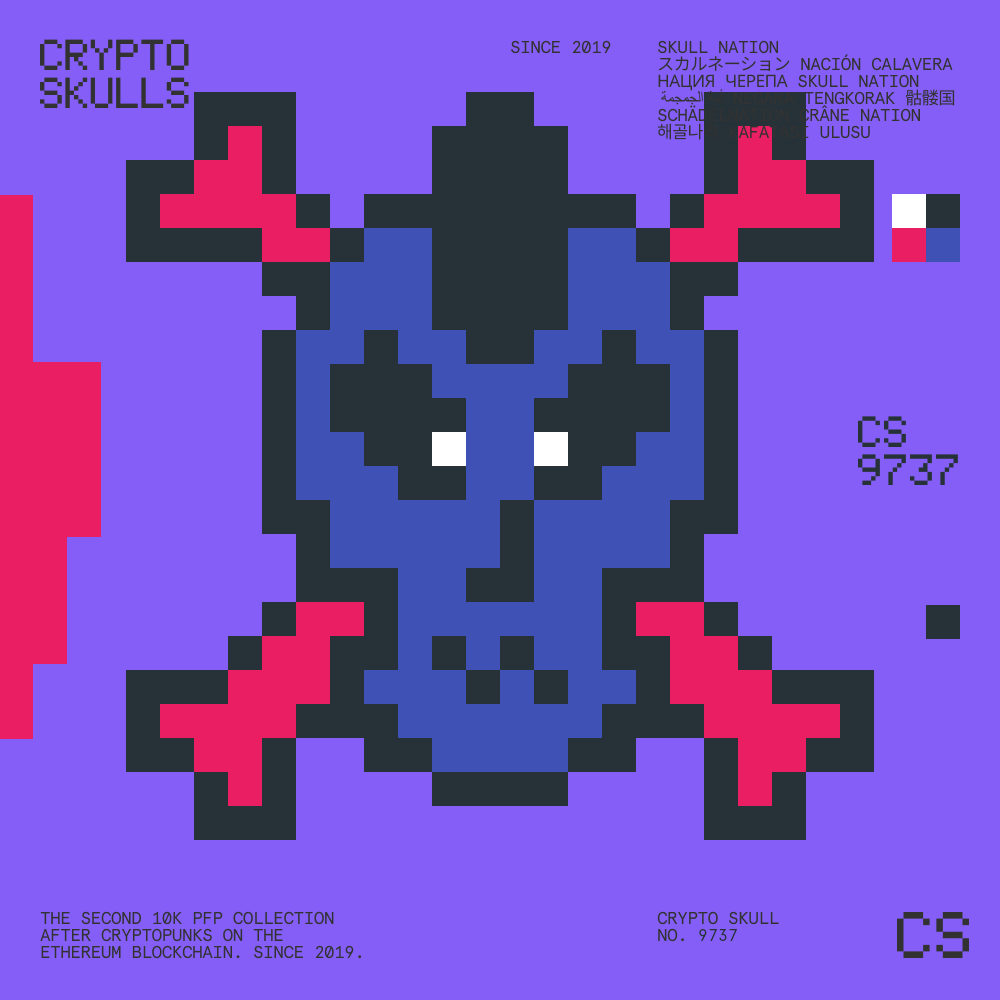 CRYPTO
SKULLS
SINCE 2019
SKULL NATION
スカルネーション NACIÓN CALAVERA
НАЦИЯ ЧЕРЕПА SKULL NATION
TENGKORAK 骷髅国
CRÂNE NATION
해골나 ULUSU
CS
9737
THE SECOND 10K PFP COLLECTION
AFTER CRYPTOPUNKS ON THE
ETHEREUM BLOCKCHAIN. SINCE 2019.
CRYPTO SKULL
NO. 9737
CS